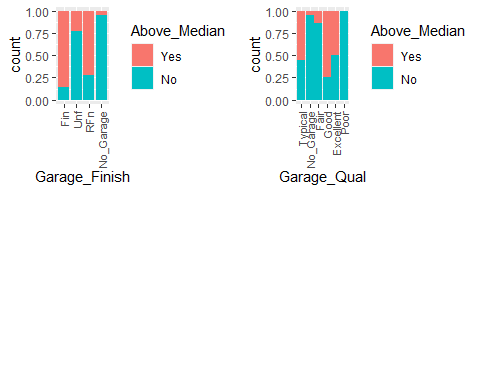 1.00
0.75
0.50
0.25
0.00
count
Fin
Unf
RFn
No_Garage
Garage_Finish
Above_Median
Yes
No
1.00
0.75
0.50
0.25
0.00
count
Typical
No_Garage
Fair
Good
Excellent
Poor
Garage_Qual
Above_Median
Yes
No